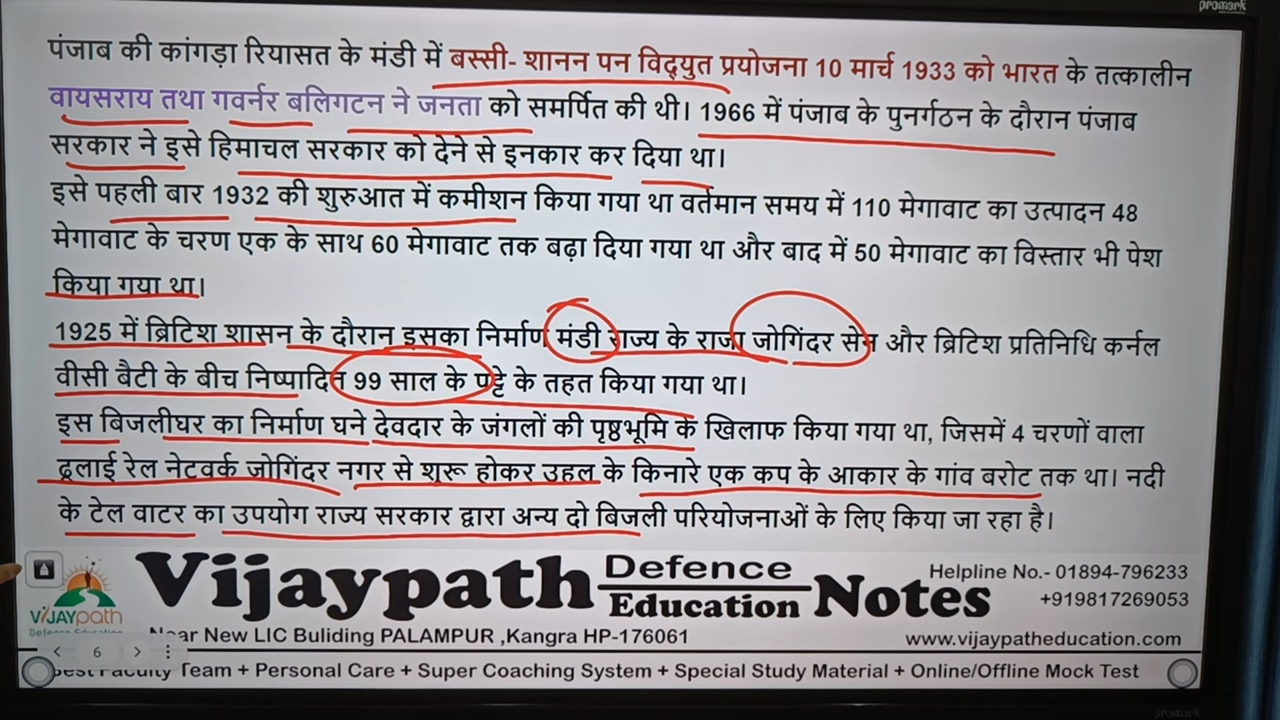 promark
पंजाब की कांगड़ा रियासत के मंडी में बस्सी- शानन पन विद्युत प्रयोजना 10 मार्च 1933 को भारत के तत्कालीन
वायसराय तथा गवर्नर बलिगटन ने जनता को समर्पित की थी। 1966 में पंजाब के पुनर्गठन के दौरान पंजाब
सरकार ने इसे हिमाचल सरकार को देने से इनकार कर दिया था।
इसे पहली बार 1932 की शुरुआत में कमीशन किया गया था वर्तमान समय में 110 मेगावाट का उत्पादन 48
मेगावाट के चरण एक के साथ 60 मेगावाट तक बढ़ा दिया गया था और बाद में 50 मेगावाट का विस्तार भी पेश
किया गया था।
1925 में ब्रिटिश शासन के दौरान इसका निर्माण मंडी राज्य के राजा जोगिंदर सेन और ब्रिटिश प्रतिनिधि कर्नल
वीसी बैटी के बीच निष्पादित 99 साल के पट्टे के तहत किया गया था।
इस बिजलीघर का निर्माण घने देवदार के जंगलों की पृष्ठभूमि के खिलाफ किया गया था, जिसमें 4 चरणों वाला
ढ्लाई रेल नेटवर्क जोगिंदर नगर से शुरू होकर उहल के किनारे एक कप के आकार के गांव बरोट तक था। नदी
के टेल वाटर का उपयोग राज्य सरकार द्वारा अन्य दो बिजली परियोजनाओं के लिए किया जा रहा है।
Vijaypath Defence Education Notes
Helpline No.- 01894-796233
+919817269053
VIJAYpath
Defence Education
Near New LIC Buliding PALAMPUR ,Kangra HP-176061
www.vijaypatheducation.com
< 6 >
Best Faculty Team + Personal Care + Super Coaching System + Special Study Material + Online/Offline Mock Test
promark